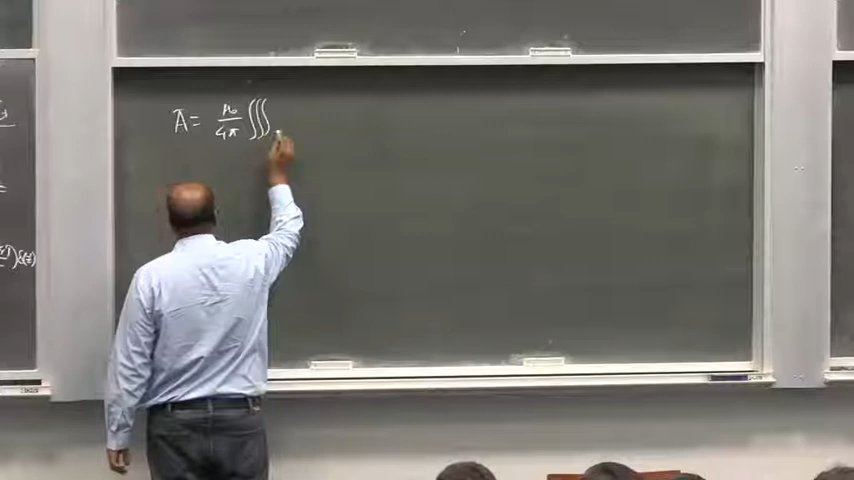 Ā = μ₀/4π ∭
)δ(z)